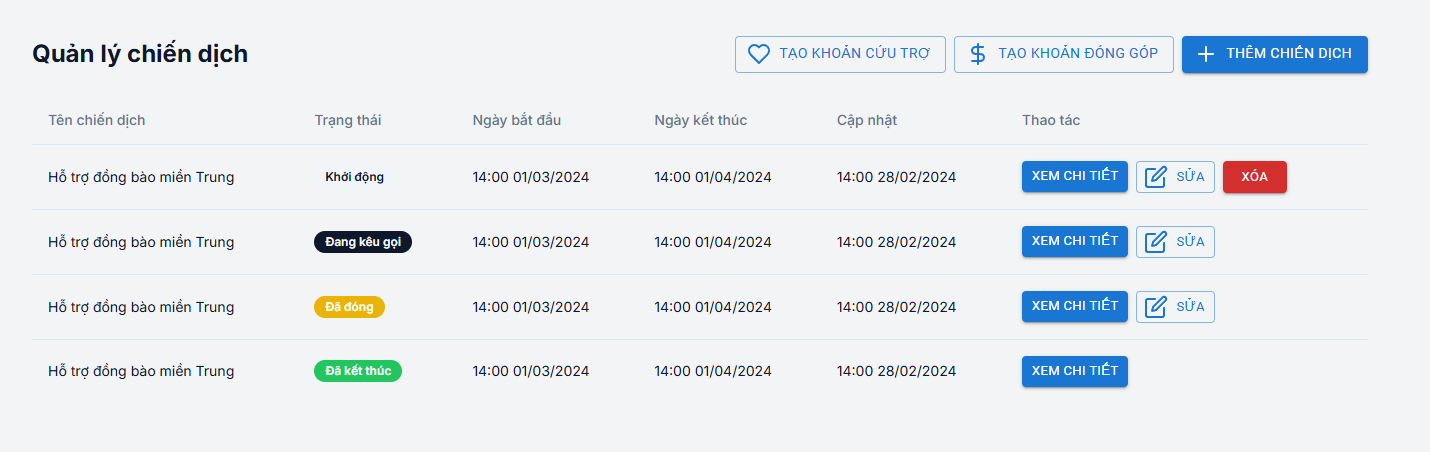 Quản lý chiến dịch
TẠO KHOẢN CỨU TRỢ
TẠO KHOẢN ĐÓNG GÓP
THÊM CHIẾN DỊCH
Tên chiến dịch Trạng thái Ngày bắt đầu Ngày kết thúc Cập nhật Thao tác
Hỗ trợ đồng bào miền Trung Khởi động 14:00 01/03/2024 14:00 01/04/2024 14:00 28/02/2024 XEM CHI TIẾT SỬA XÓA
Hỗ trợ đồng bào miền Trung Đang kêu gọi 14:00 01/03/2024 14:00 01/04/2024 14:00 28/02/2024 XEM CHI TIẾT SỬA
Hỗ trợ đồng bào miền Trung Đã đóng 14:00 01/03/2024 14:00 01/04/2024 14:00 28/02/2024 XEM CHI TIẾT SỬA
Hỗ trợ đồng bào miền Trung Đã kết thúc 14:00 01/03/2024 14:00 01/04/2024 14:00 28/02/2024 XEM CHI TIẾT